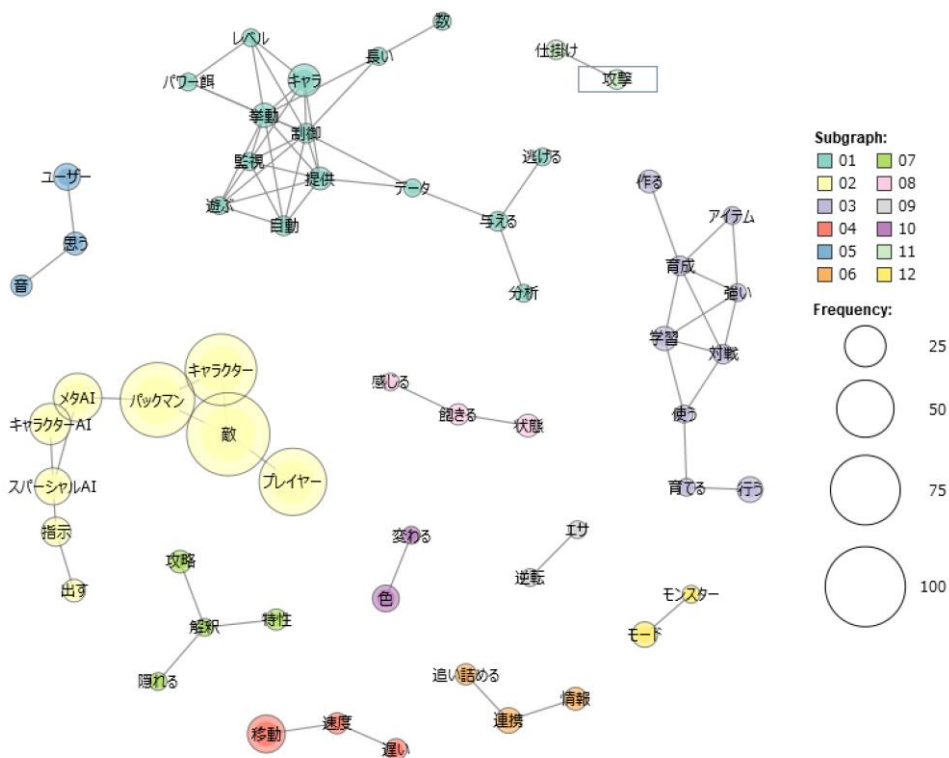 数
レベル
長い
仕掛け
パワー餌
キャラ
攻撃
挙動
制御
監視
逃げる
ユーザー
提供
データ
作る
遊ぶ
自動
与える
アイテム
思う
育成
音
分析
強い
学習
対戦
キャラクター
感じる
メタAI
パックマン
飽きる
使う
キャラクターAI
敵
状態
スパーシャルAI
プレイヤー
育てる
行う
指示
変わる
エサ
攻略
出す
色
逆転
モンスター
解釈
特性
モード
隠れる
追い詰める
情報
移動
速度
連携
遅い
Subgraph:
01 07
02 08
03 09
04 10
05 11
06 12
Frequency:
25
50
75
100